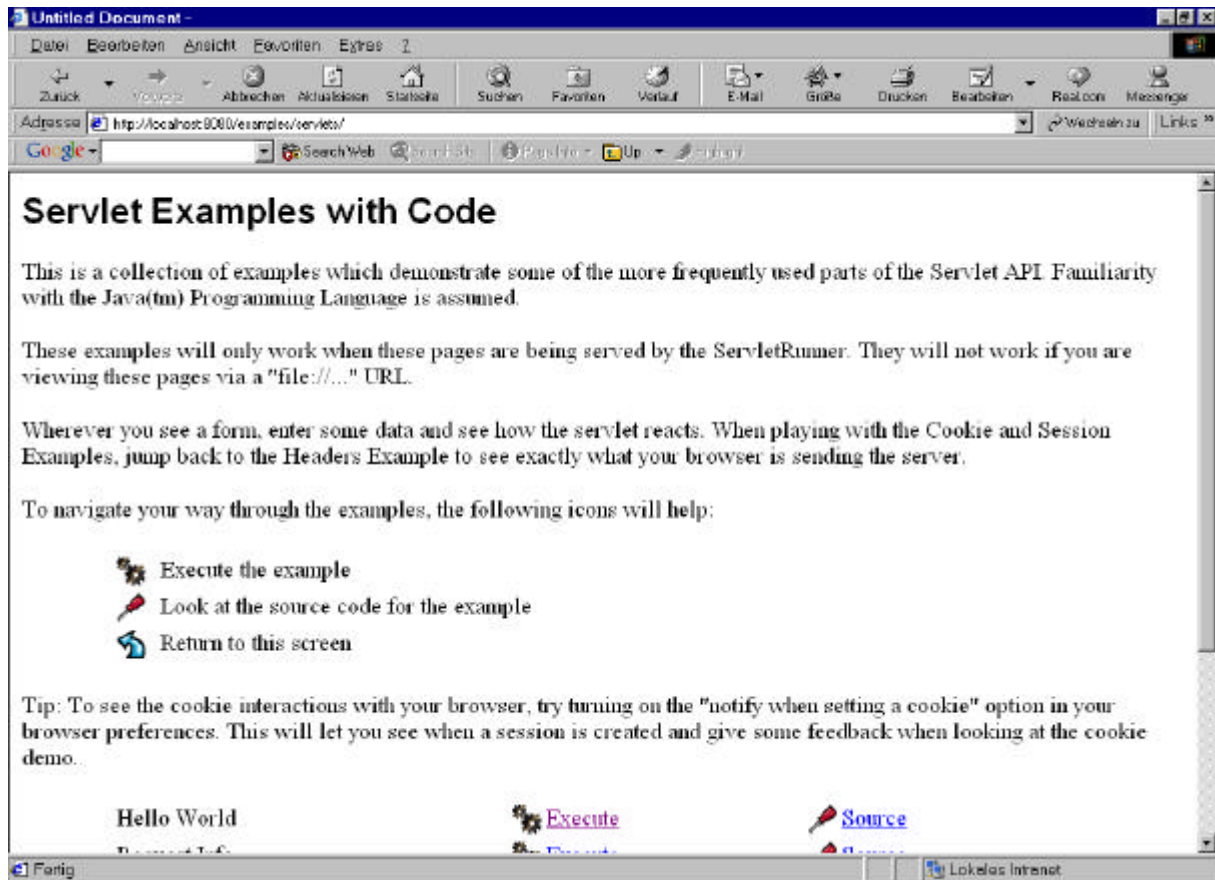 Untitled Document -
Datei Bearbeiten Ansicht Favoriten Extras ?
Zurück Abbrechen Aktualisieren Startseite Suchen Favoriten Verlauf E-Mail Größe Drucken Bearbeiten Real.com Messenger
Adresse http://localhost:8080/examples/servlets/ Wechseln zu Links »
Google Search Web Up
Servlet Examples with Code
This is a collection of examples which demonstrate some of the more frequently used parts of the Servlet API. Familiarity
with the Java(tm) Programming Language is assumed.
These examples will only work when these pages are being served by the ServletRunner. They will not work if you are
viewing these pages via a "file://..." URL.
Wherever you see a form, enter some data and see how the servlet reacts. When playing with the Cookie and Session
Examples, jump back to the Headers Example to see exactly what your browser is sending the server.
To navigate your way through the examples, the following icons will help:
Execute the example
Look at the source code for the example
Return to this screen
Tip: To see the cookie interactions with your browser, try turning on the "notify when setting a cookie" option in your
browser preferences. This will let you see when a session is created and give some feedback when looking at the cookie
demo.
Hello World Execute Source
Fertig Lokales Intranet